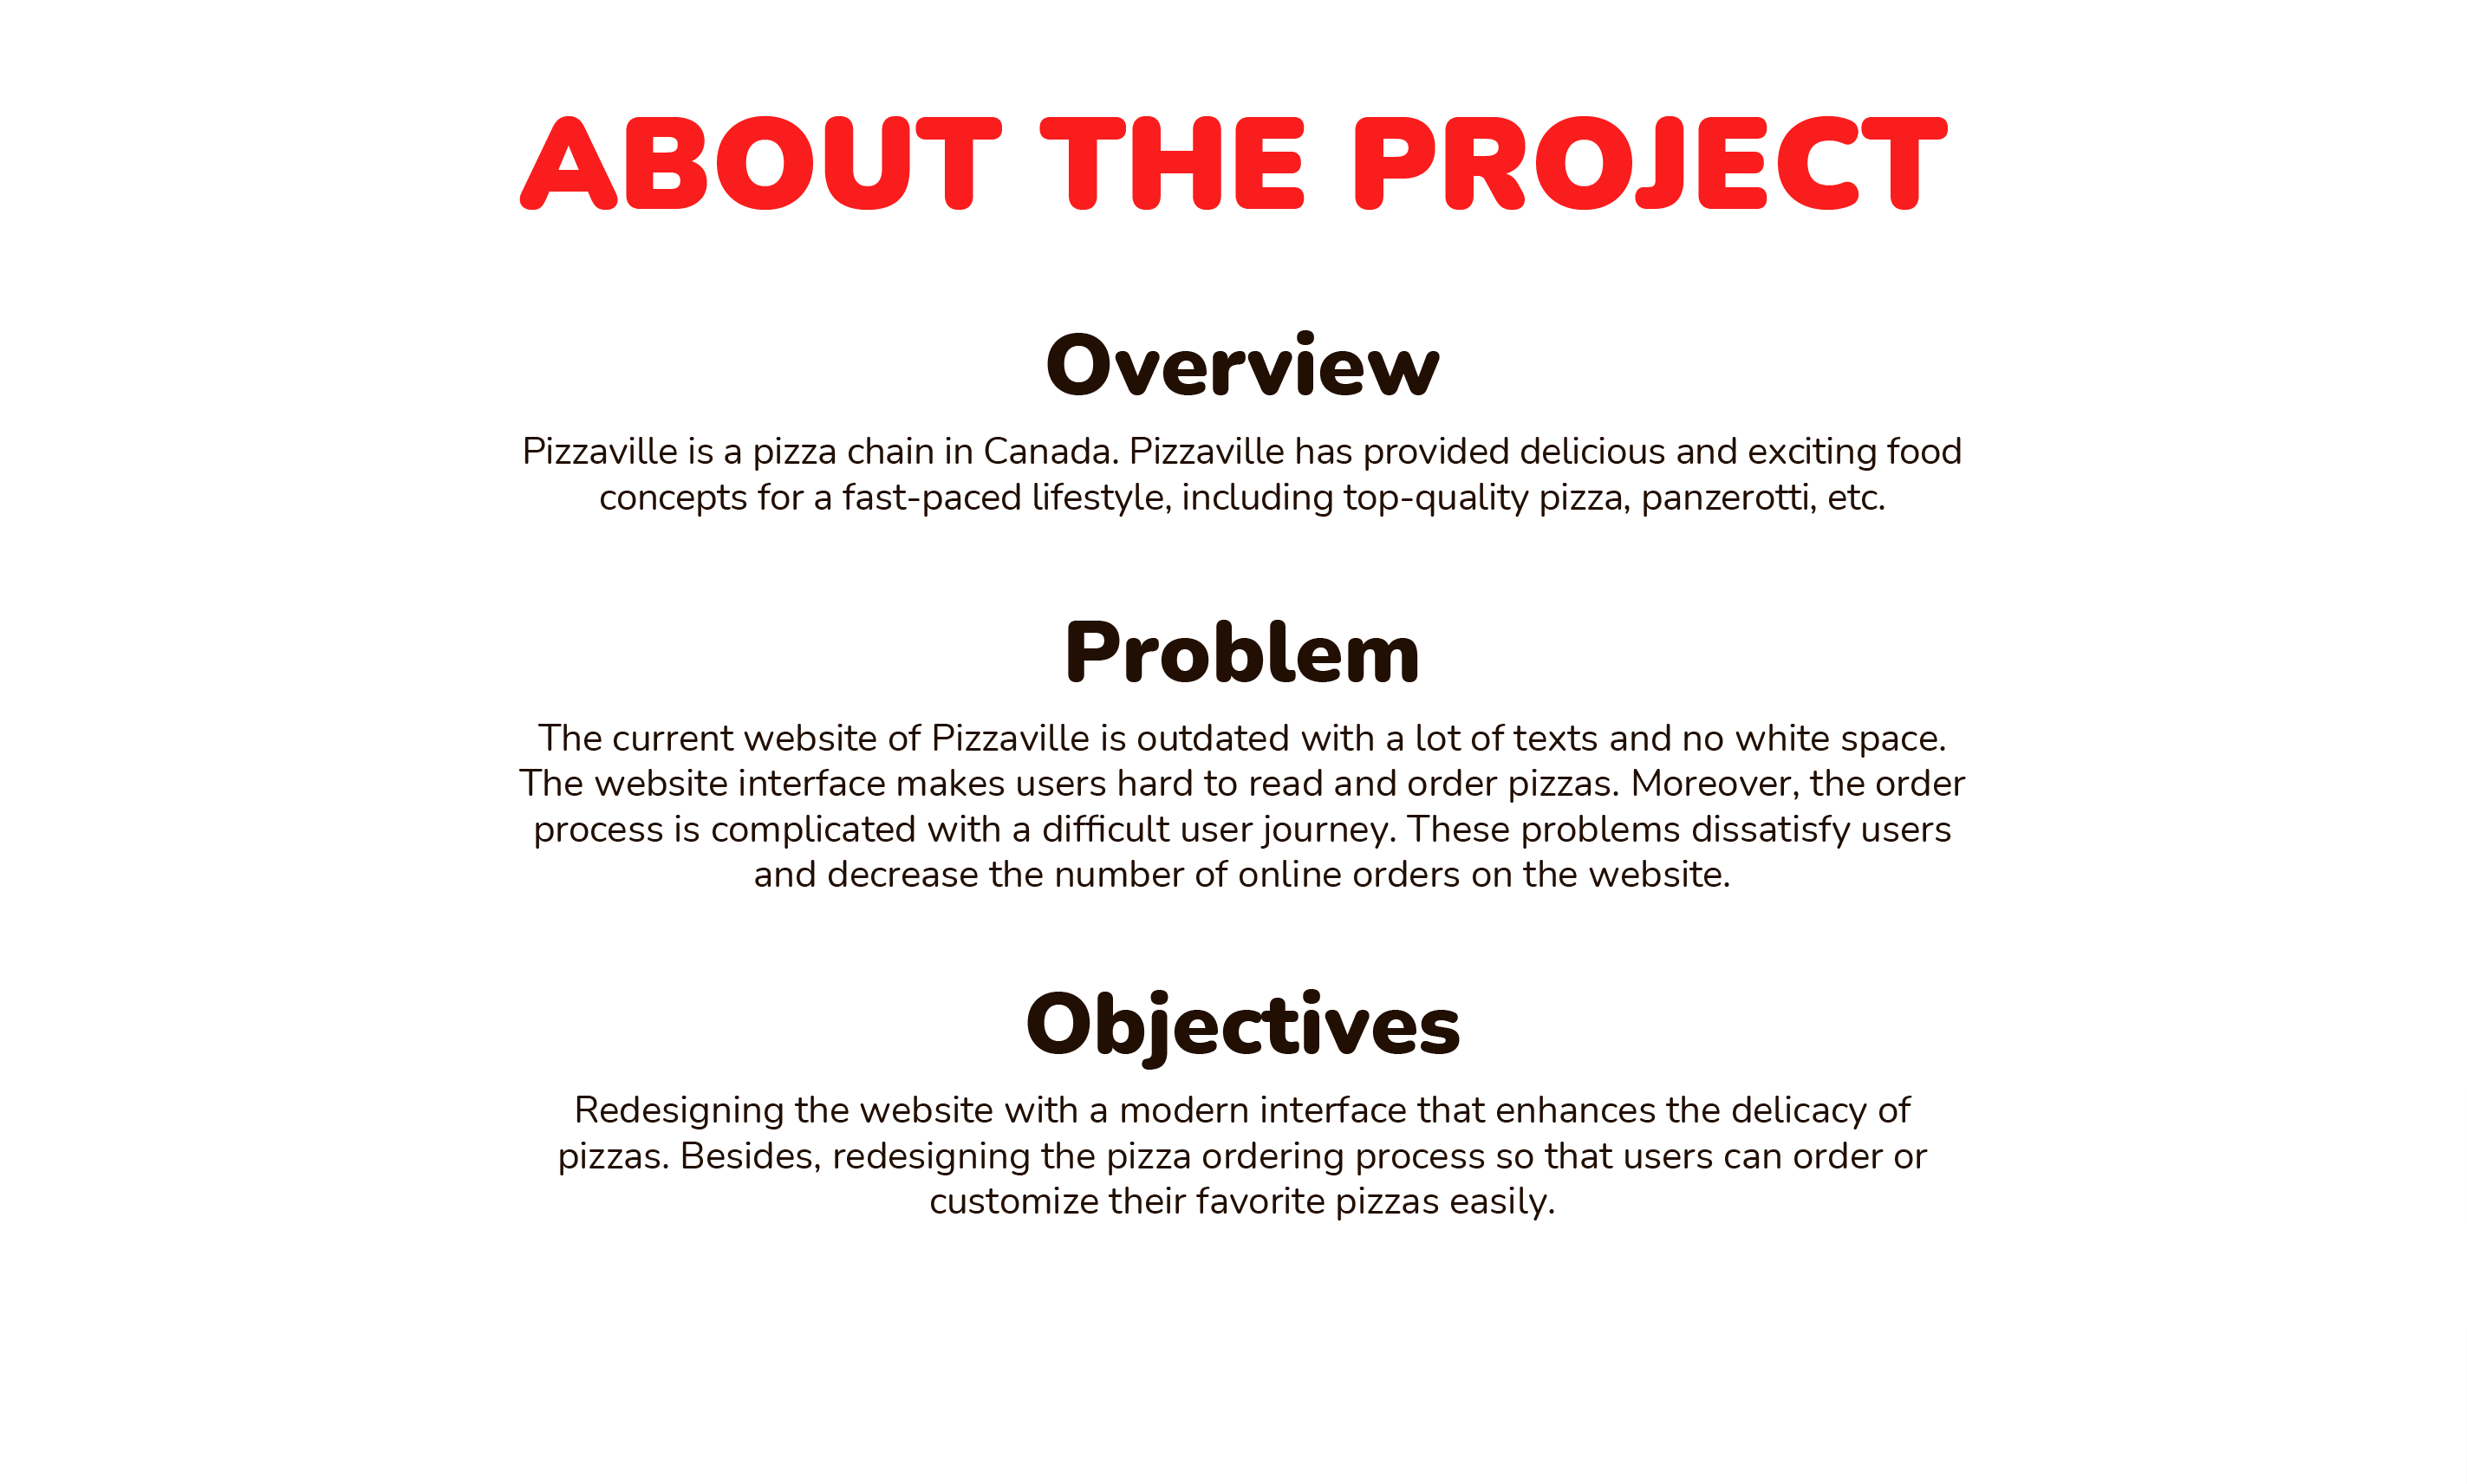 ABOUT THE PROJECT
Overview
Pizzaville is a pizza chain in Canada. Pizzaville has provided delicious and exciting food
concepts for a fast-paced lifestyle, including top-quality pizza, panzerotti, etc.
Problem
The current website of Pizzaville is outdated with a lot of texts and no white space.
The website interface makes users hard to read and order pizzas. Moreover, the order
process is complicated with a difficult user journey. These problems dissatisfy users
and decrease the number of online orders on the website.
Objectives
Redesigning the website with a modern interface that enhances the delicacy of
pizzas. Besides, redesigning the pizza ordering process so that users can order or
customize their favorite pizzas easily.